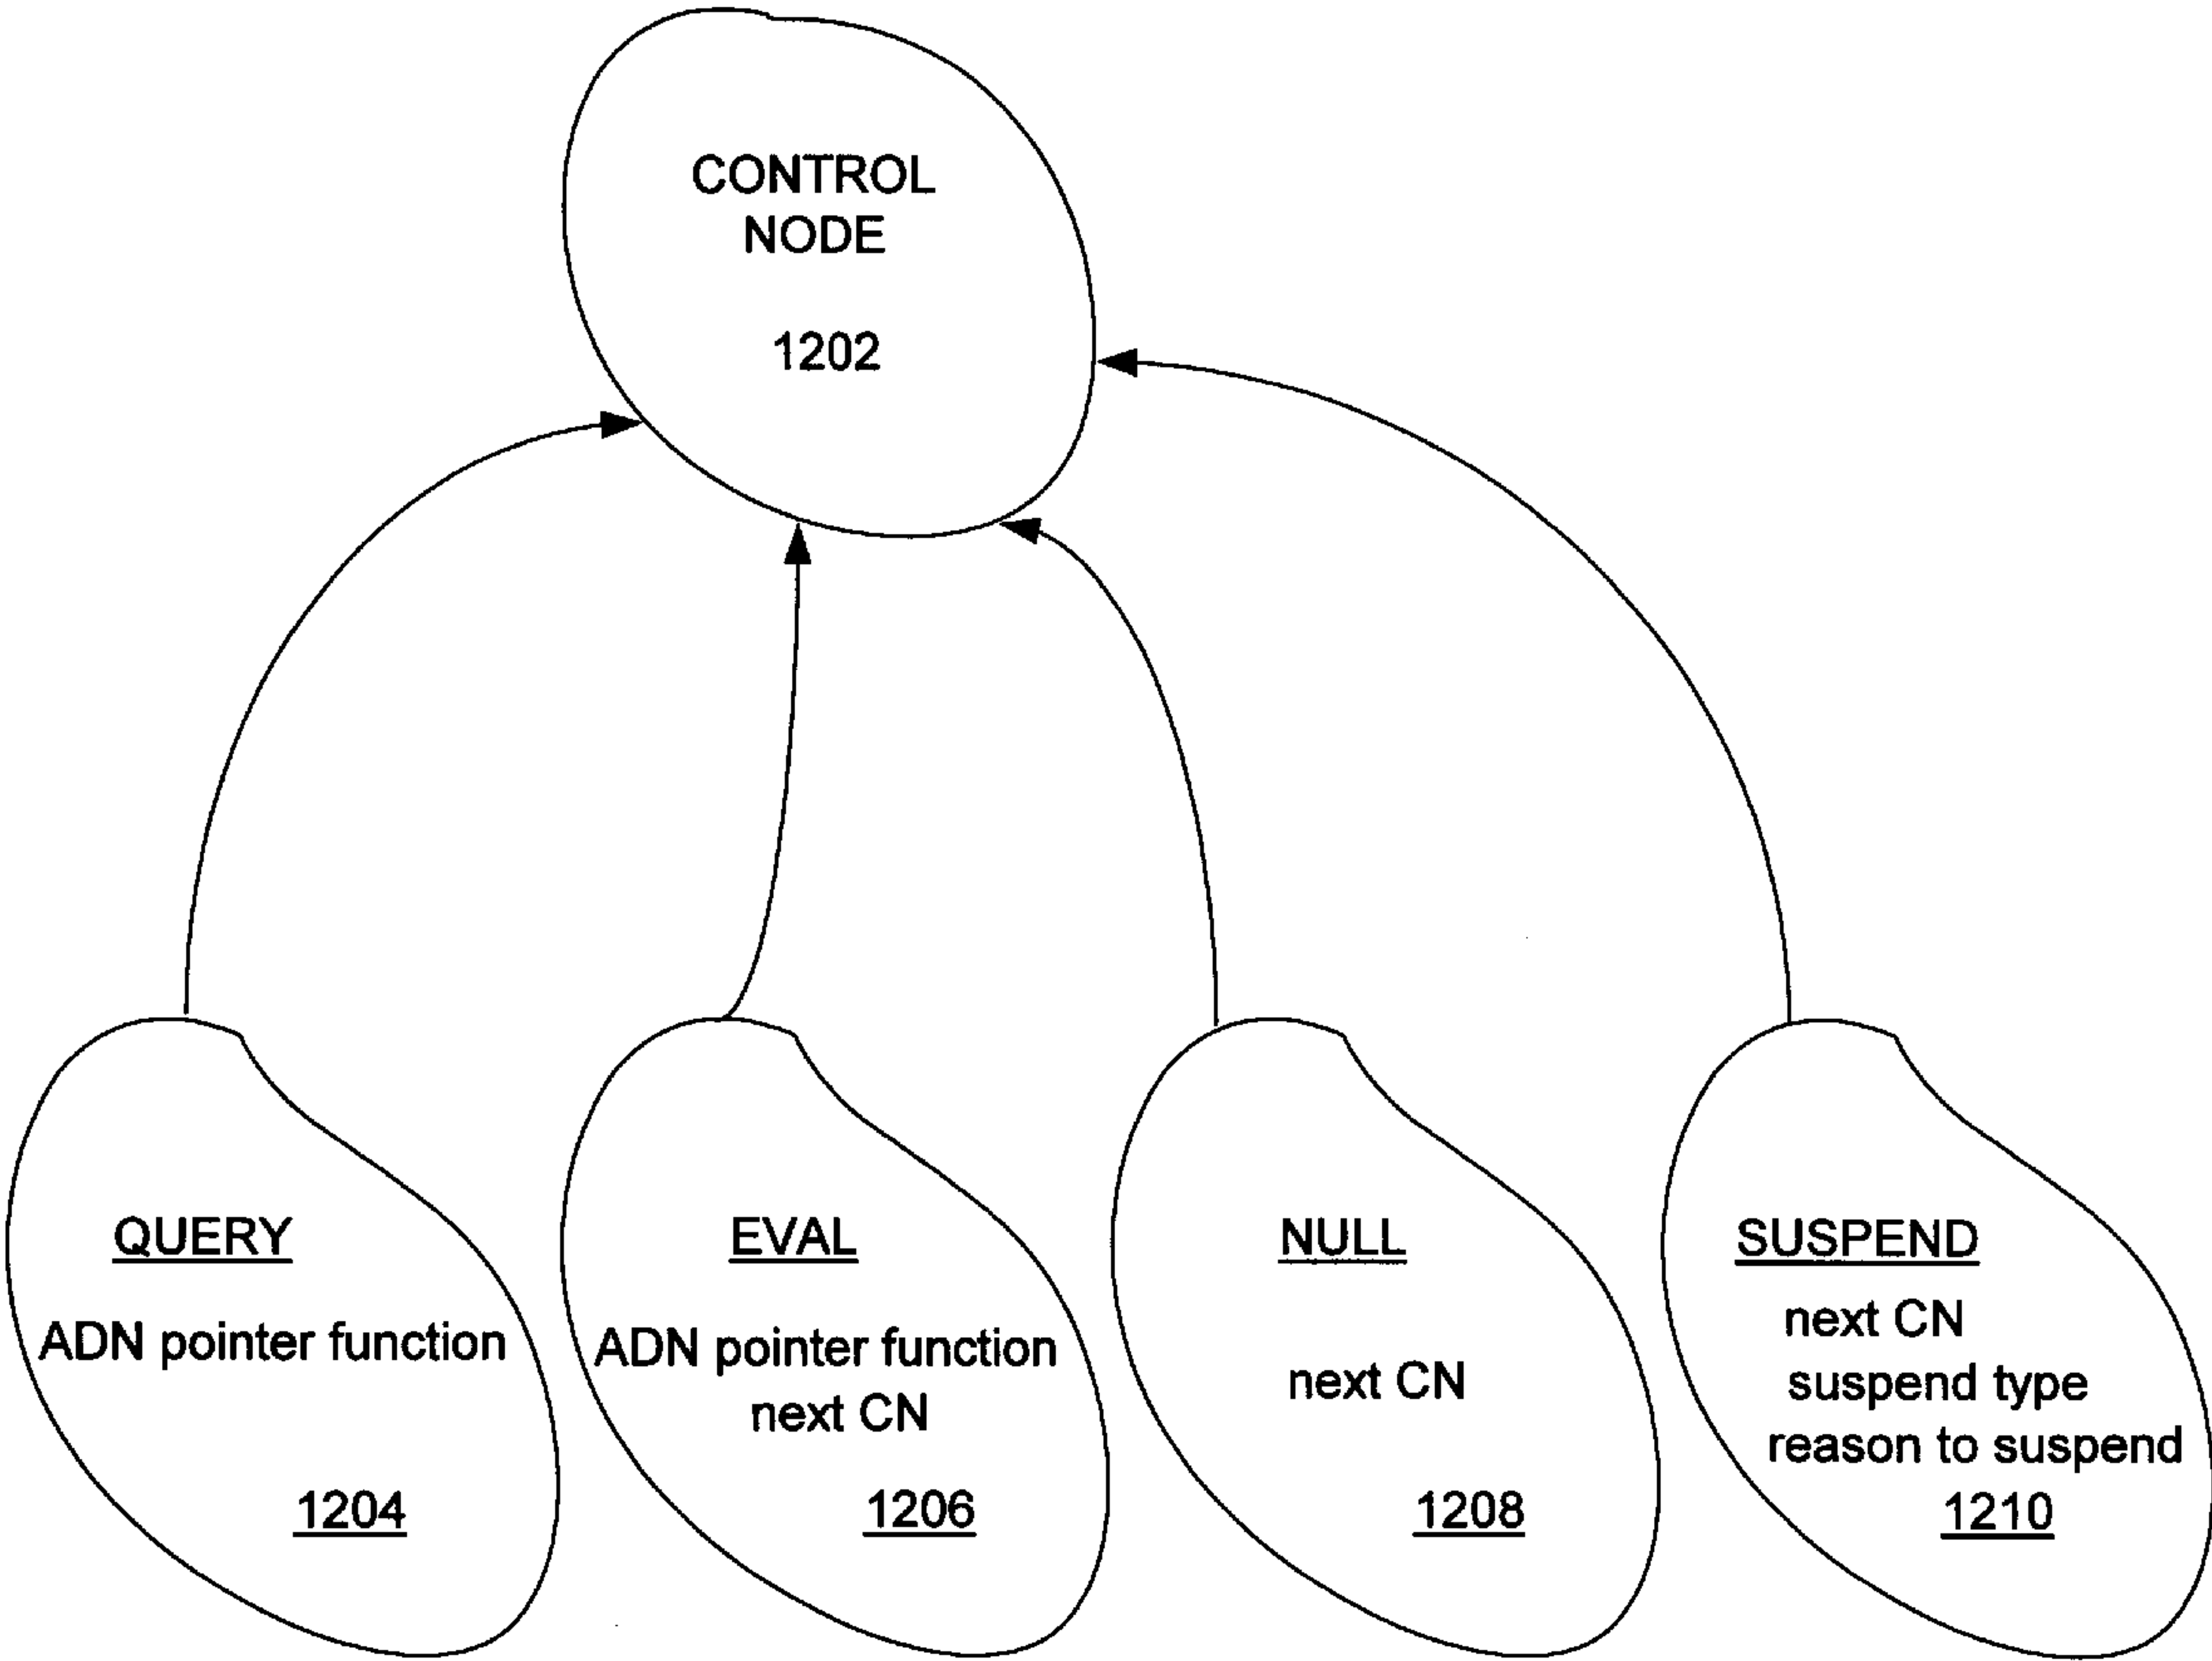 CONTROL
NODE
1202
QUERY
ADN pointer function
1204
EVAL
ADN pointer function
next CN
1206
NULL
next CN
1208
SUSPEND
next CN
suspend type
reason to suspend
1210